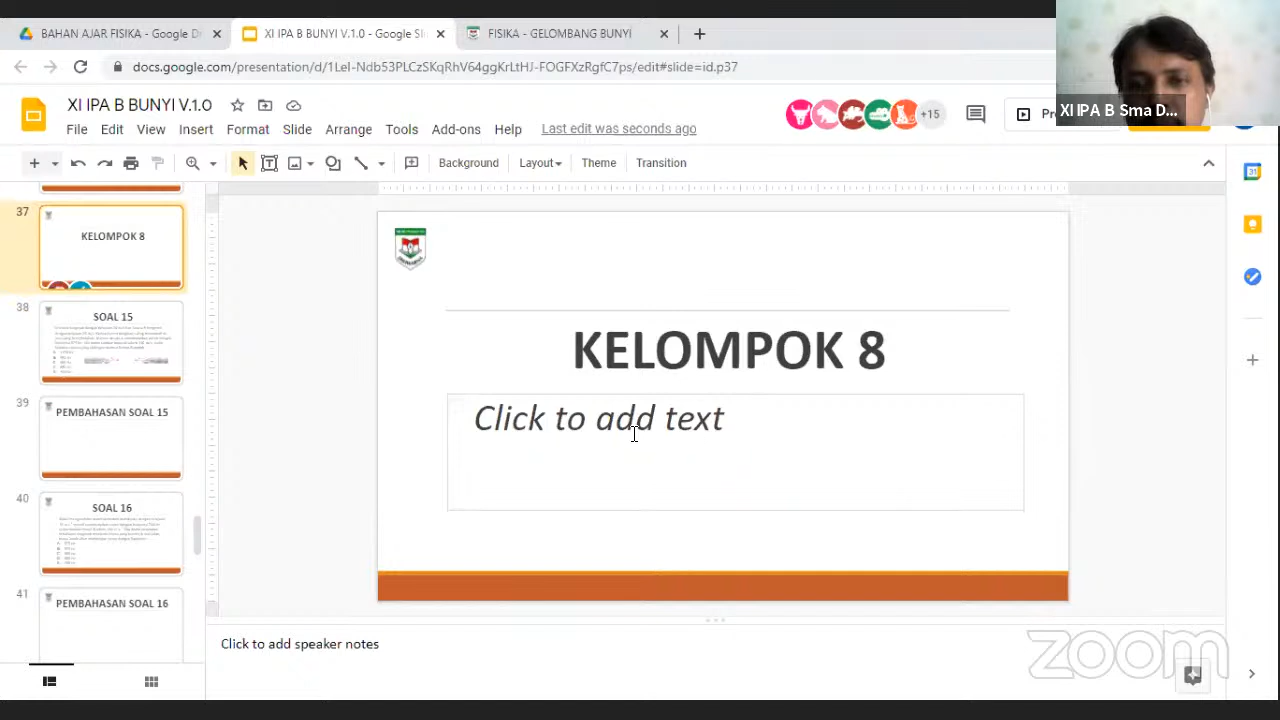 BAHAN AJAR FISIKA - Google D
XI IPA B BUNYI V.1.0 - Google Sl
FISIKA - GELOMBANG BUNYI
docs.google.com/presentation/d/1LeI-Ndb53PLCzSKqRhV64ggKrLtHJ-FOGFXzRgfC7ps/edit#slide=id.p37
XI IPA B Sma D...
XI IPA B BUNYI V.1.0
+15
File Edit View Insert Format Slide Arrange Tools Add-ons Help Last edit was seconds ago
Background Layout Theme Transition
31
37
KELOMPOK 8
38
SOAL 15
39
PEMBAHASAN SOAL 15
40
SOAL 16
41
PEMBAHASAN SOAL 16
KELOMPOK 8
Click to add text
Click to add speaker notes
zoom